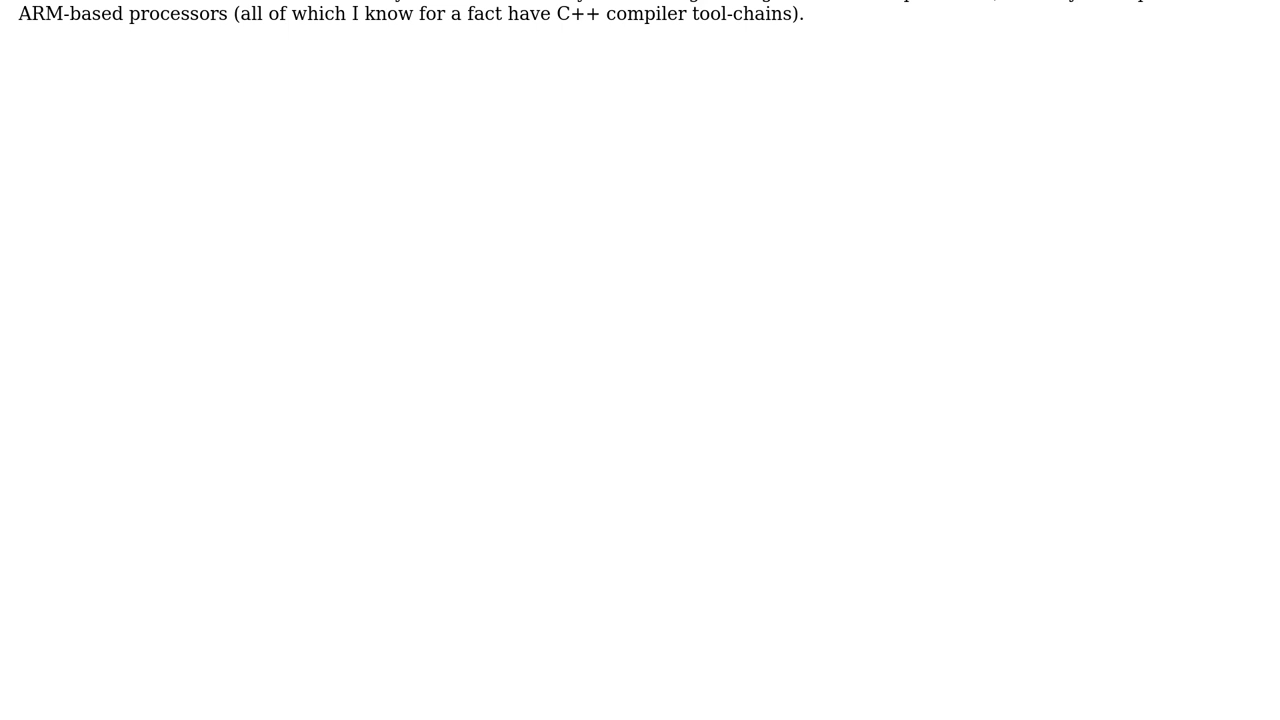 ARM-based processors (all of which I know for a fact have C++ compiler tool-chains).